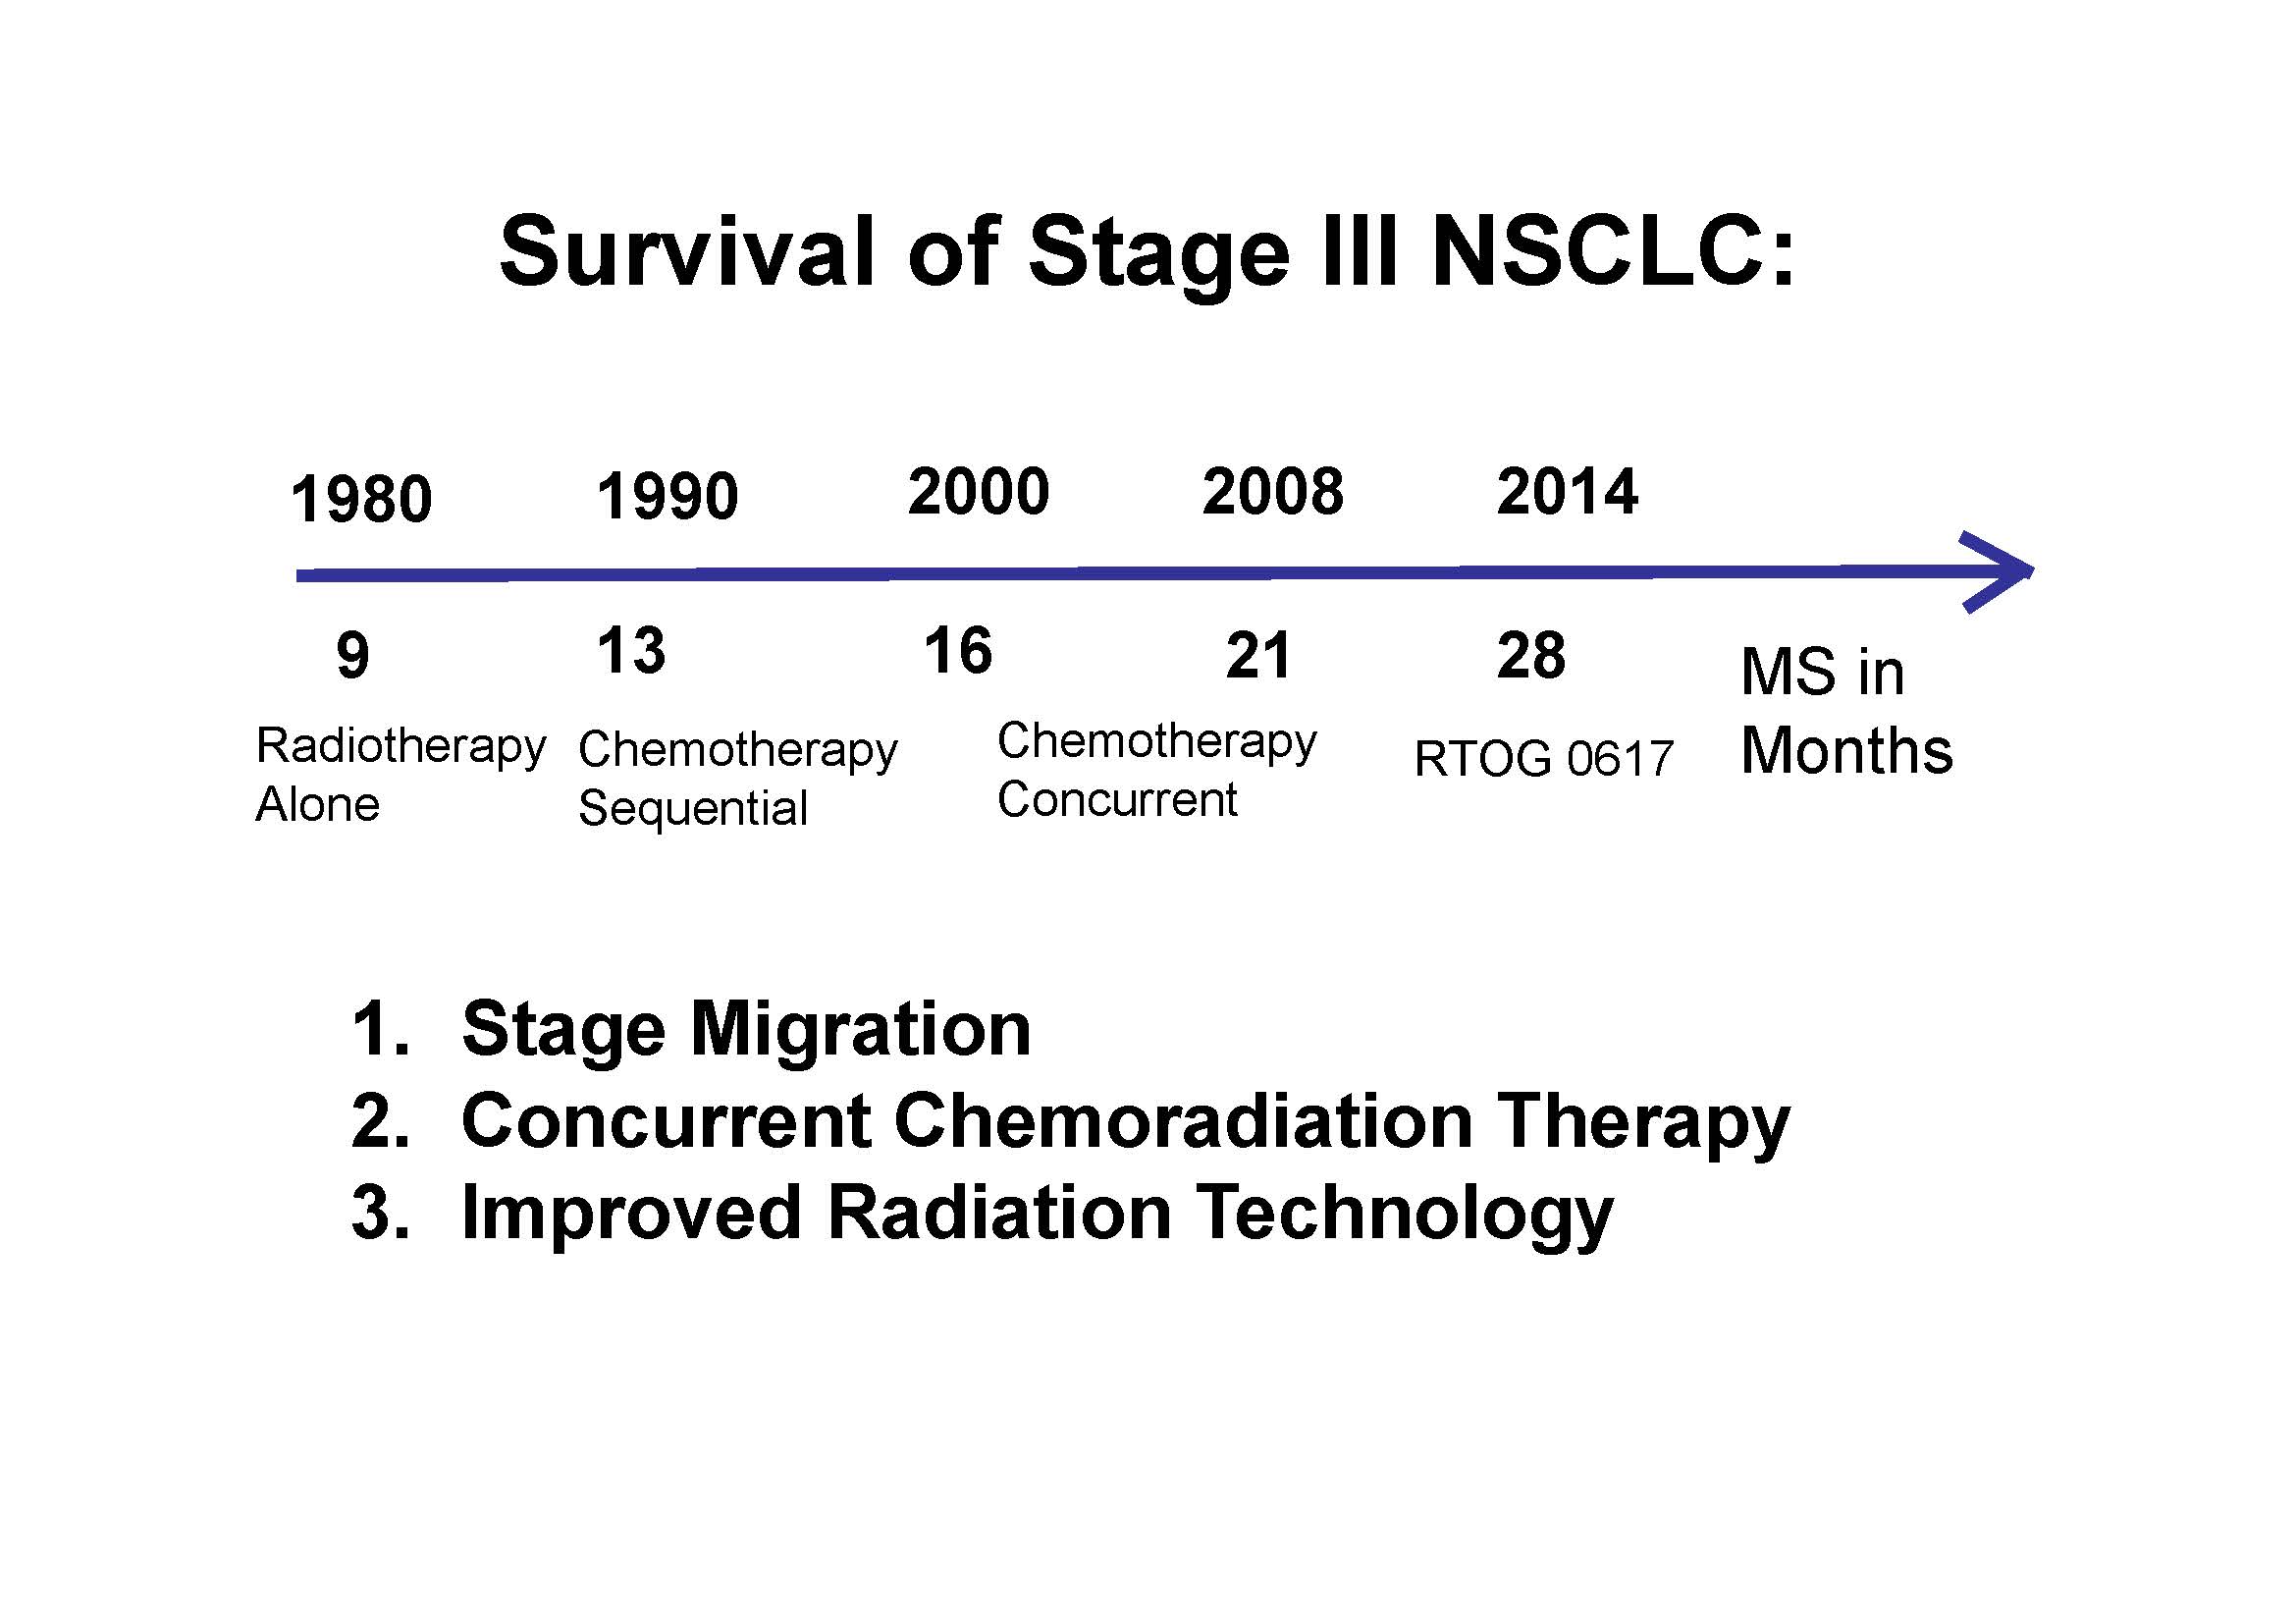 Survival of Stage III NSCLC:
1980 1990 2000 2008 2014
9 13 16 21 28 MS in
Months
Radiotherapy
Alone
Chemotherapy
Sequential
Chemotherapy
Concurrent
RTOG 0617
1. Stage Migration
2. Concurrent Chemoradiation Therapy
3. Improved Radiation Technology